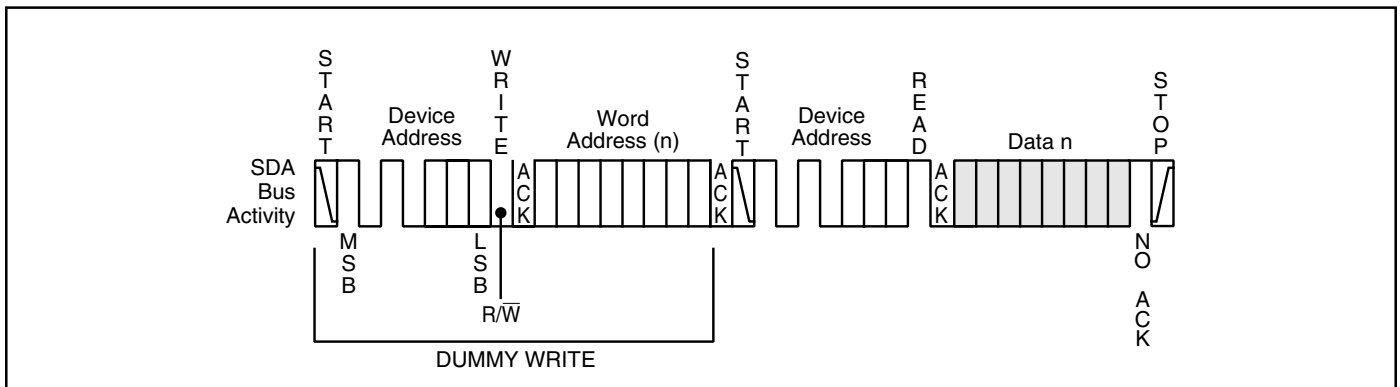 START
WRITE
START
READ
STOP
Device
Address
Word
Address (n)
Device
Address
Data n
SDA
Bus
Activity
ACK
ACK
ACK
MSB
LSB
R/W̅
NO ACK
DUMMY WRITE